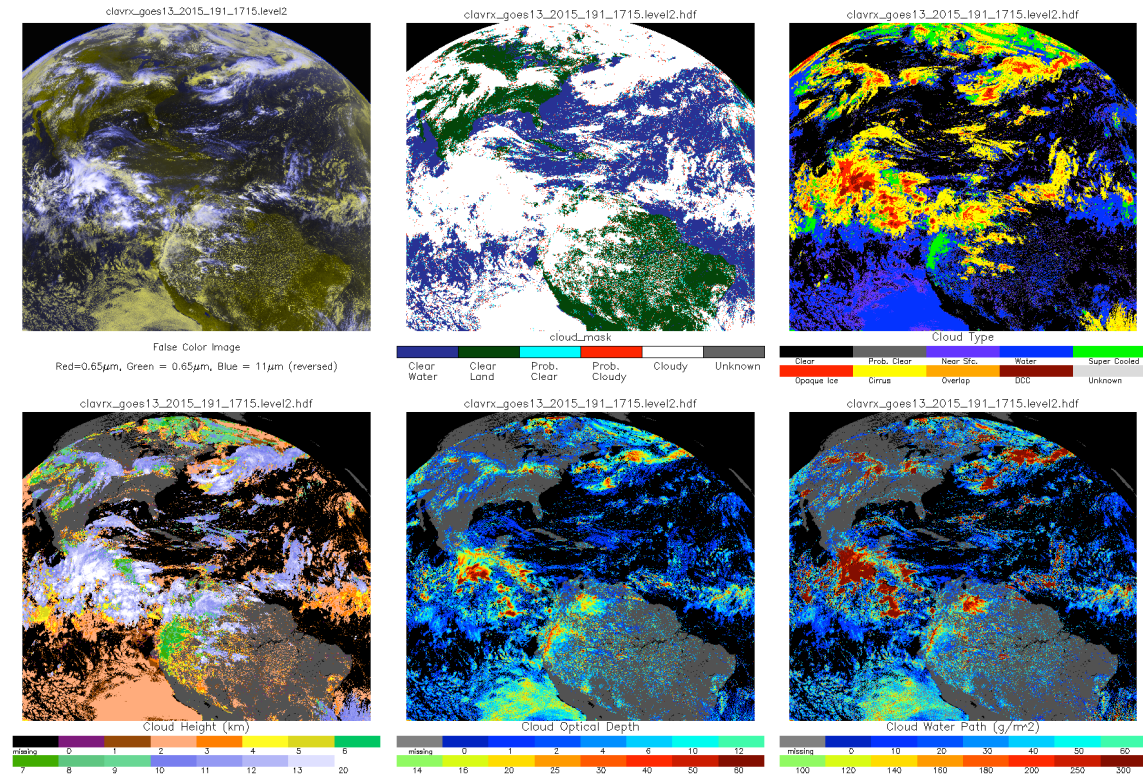 clavrx_goes13_2015_191_1715.level2
clavrx_goes13_2015_191_1715.level2.hdf
clavrx_goes13_2015_191_1715.level2.hdf
False Color Image
Red=0.65μm, Green = 0.65μm, Blue = 11μm (reversed)
cloud_mask
Clear Water
Clear Land
Prob. Clear
Prob. Cloudy
Cloudy
Unknown
Cloud Type
Clear Prob. Clear Near Sfc. Water Super Cooled
Opaque Ice Cirrus Overlap DCC Unknown
clavrx_goes13_2015_191_1715.level2.hdf
clavrx_goes13_2015_191_1715.level2.hdf
clavrx_goes13_2015_191_1715.level2.hdf
Cloud Height (km)
missing 0 1 2 3 4 5 6
7 8 9 10 11 12 13 20
Cloud Optical Depth
missing 0 1 2 4 6 10 12
14 16 20 25 30 40 50 60
Cloud Water Path (g/m^2)
missing 0 10 20 30 40 50 60
100 120 140 160 180 200 250 300